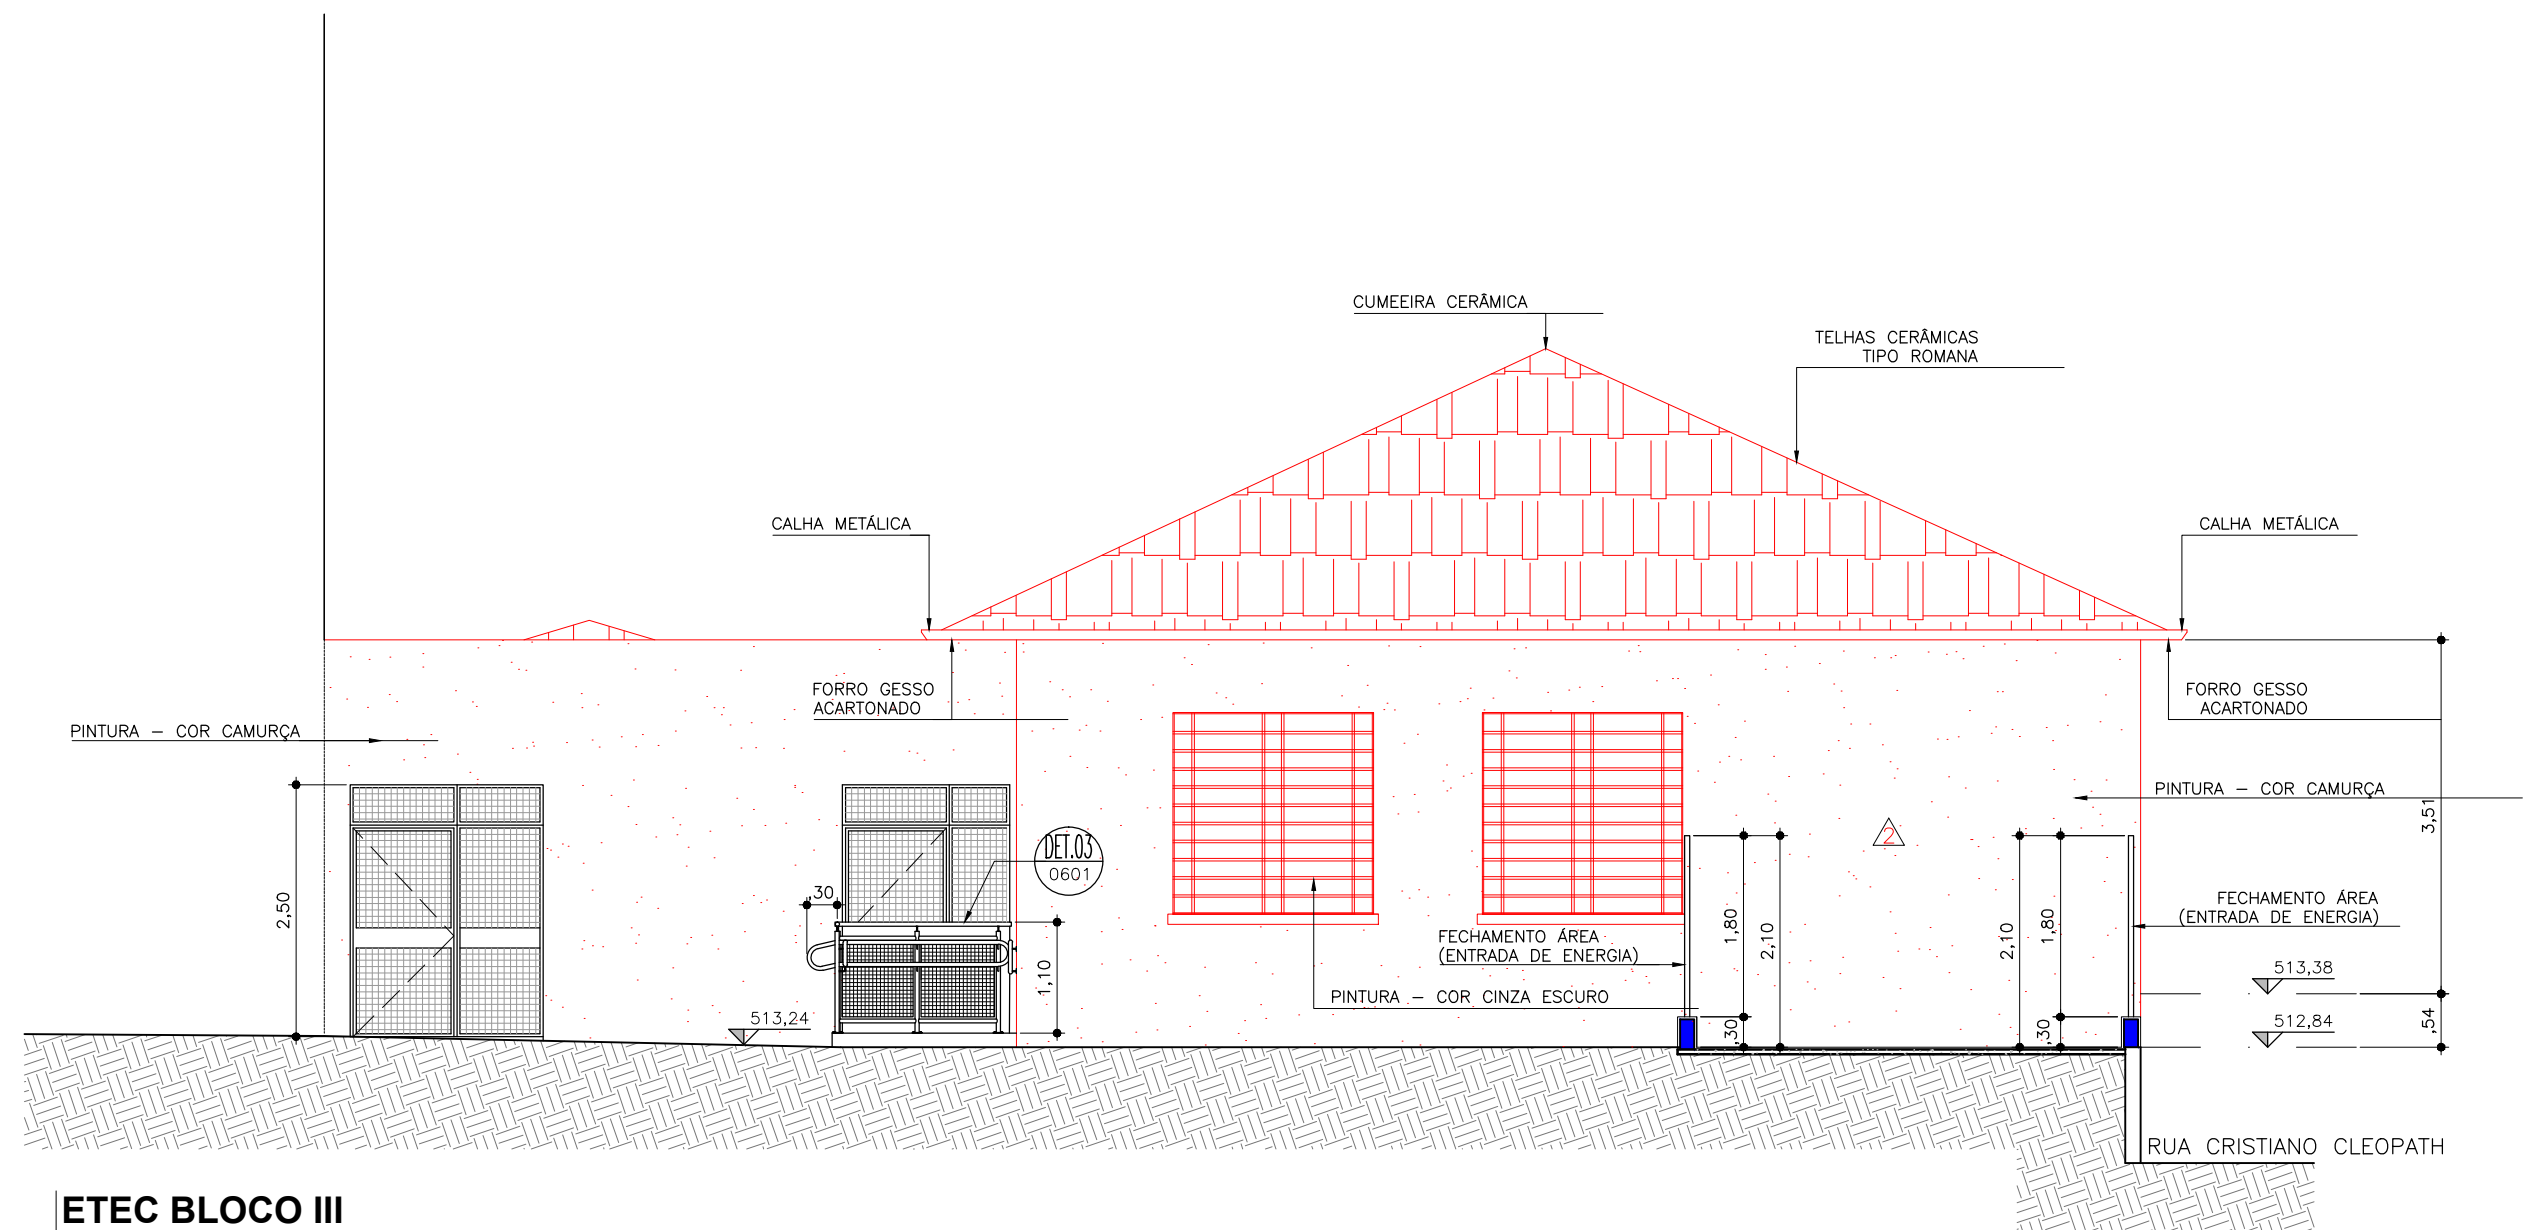 CUMEEIRA CERÂMICA
TELHAS CERÂMICAS
TIPO ROMANA
CALHA METÁLICA
CALHA METÁLICA
FORRO GESSO
ACARTONADO
FORRO GESSO
ACARTONADO
PINTURA – COR CAMURÇA
PINTURA – COR CAMURÇA
3,51
2
DET.03
0601
,30
2,50
FECHAMENTO ÁREA
(ENTRADA DE ENERGIA)
FECHAMENTO ÁREA
(ENTRADA DE ENERGIA)
1,80
2,10
2,10
1,80
1,10
PINTURA – COR CINZA ESCURO
513,38
513,24
512,84
,30
,30
,54
RUA CRISTIANO CLEOPATH
ETEC BLOCO III